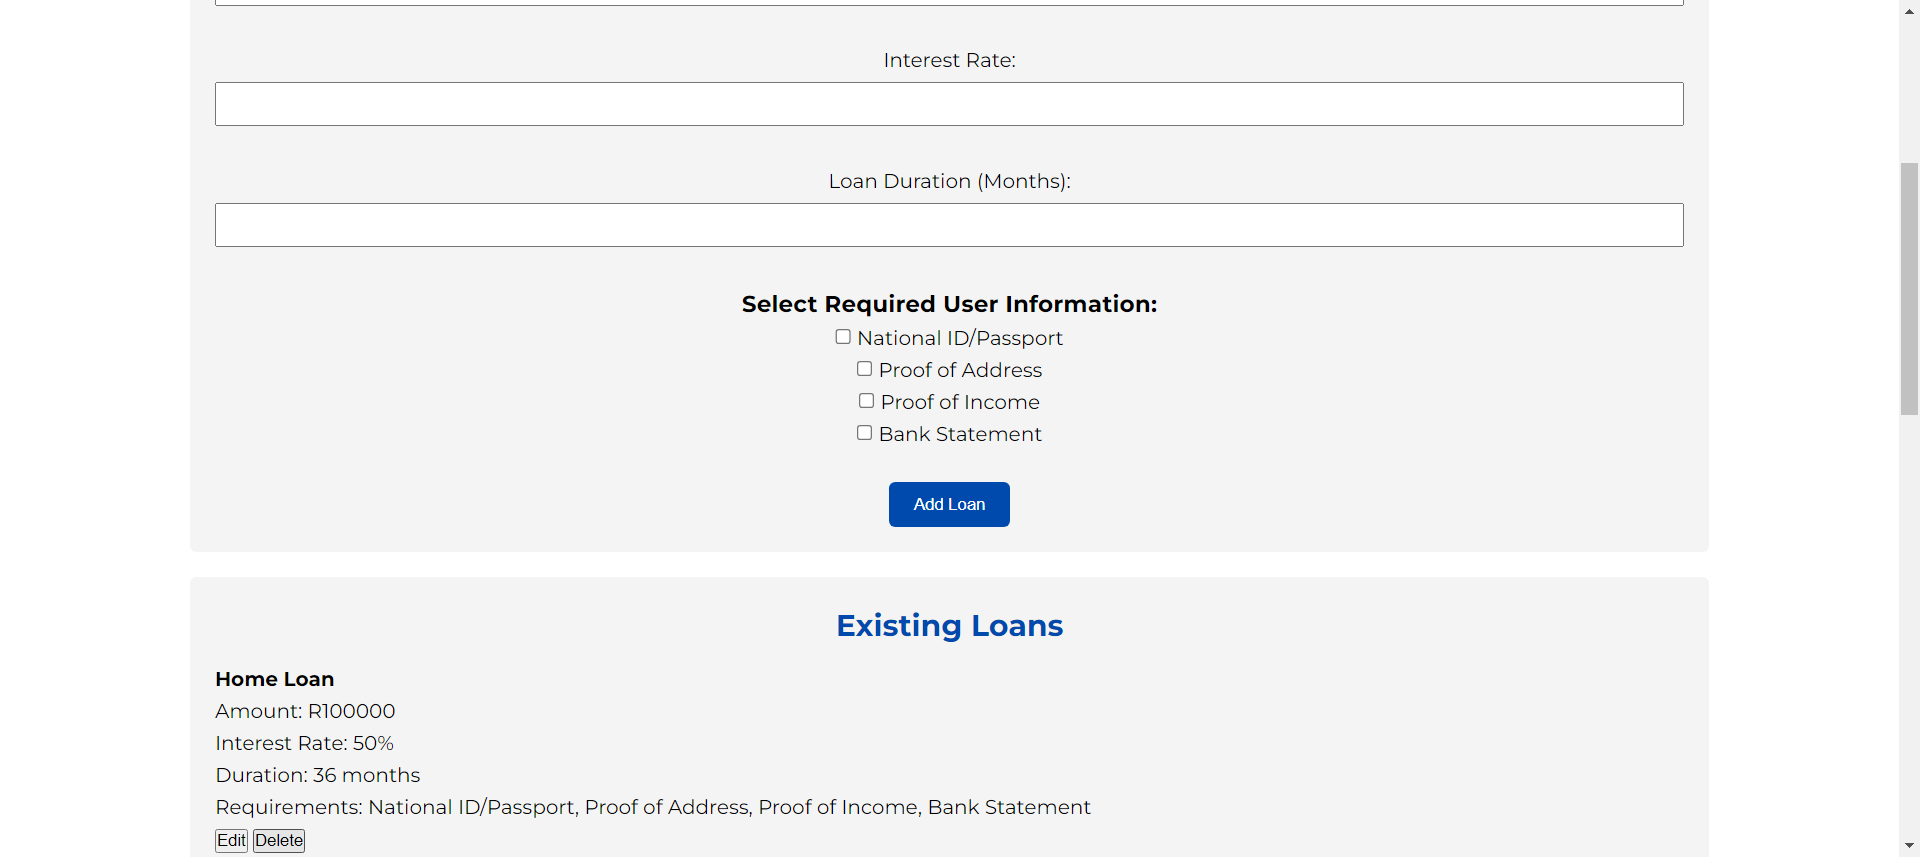 Interest Rate:
Loan Duration (Months):
Select Required User Information:
National ID/Passport
Proof of Address
Proof of Income
Bank Statement
Add Loan
Existing Loans
Home Loan
Amount: R100000
Interest Rate: 50%
Duration: 36 months
Requirements: National ID/Passport, Proof of Address, Proof of Income, Bank Statement
Edit Delete